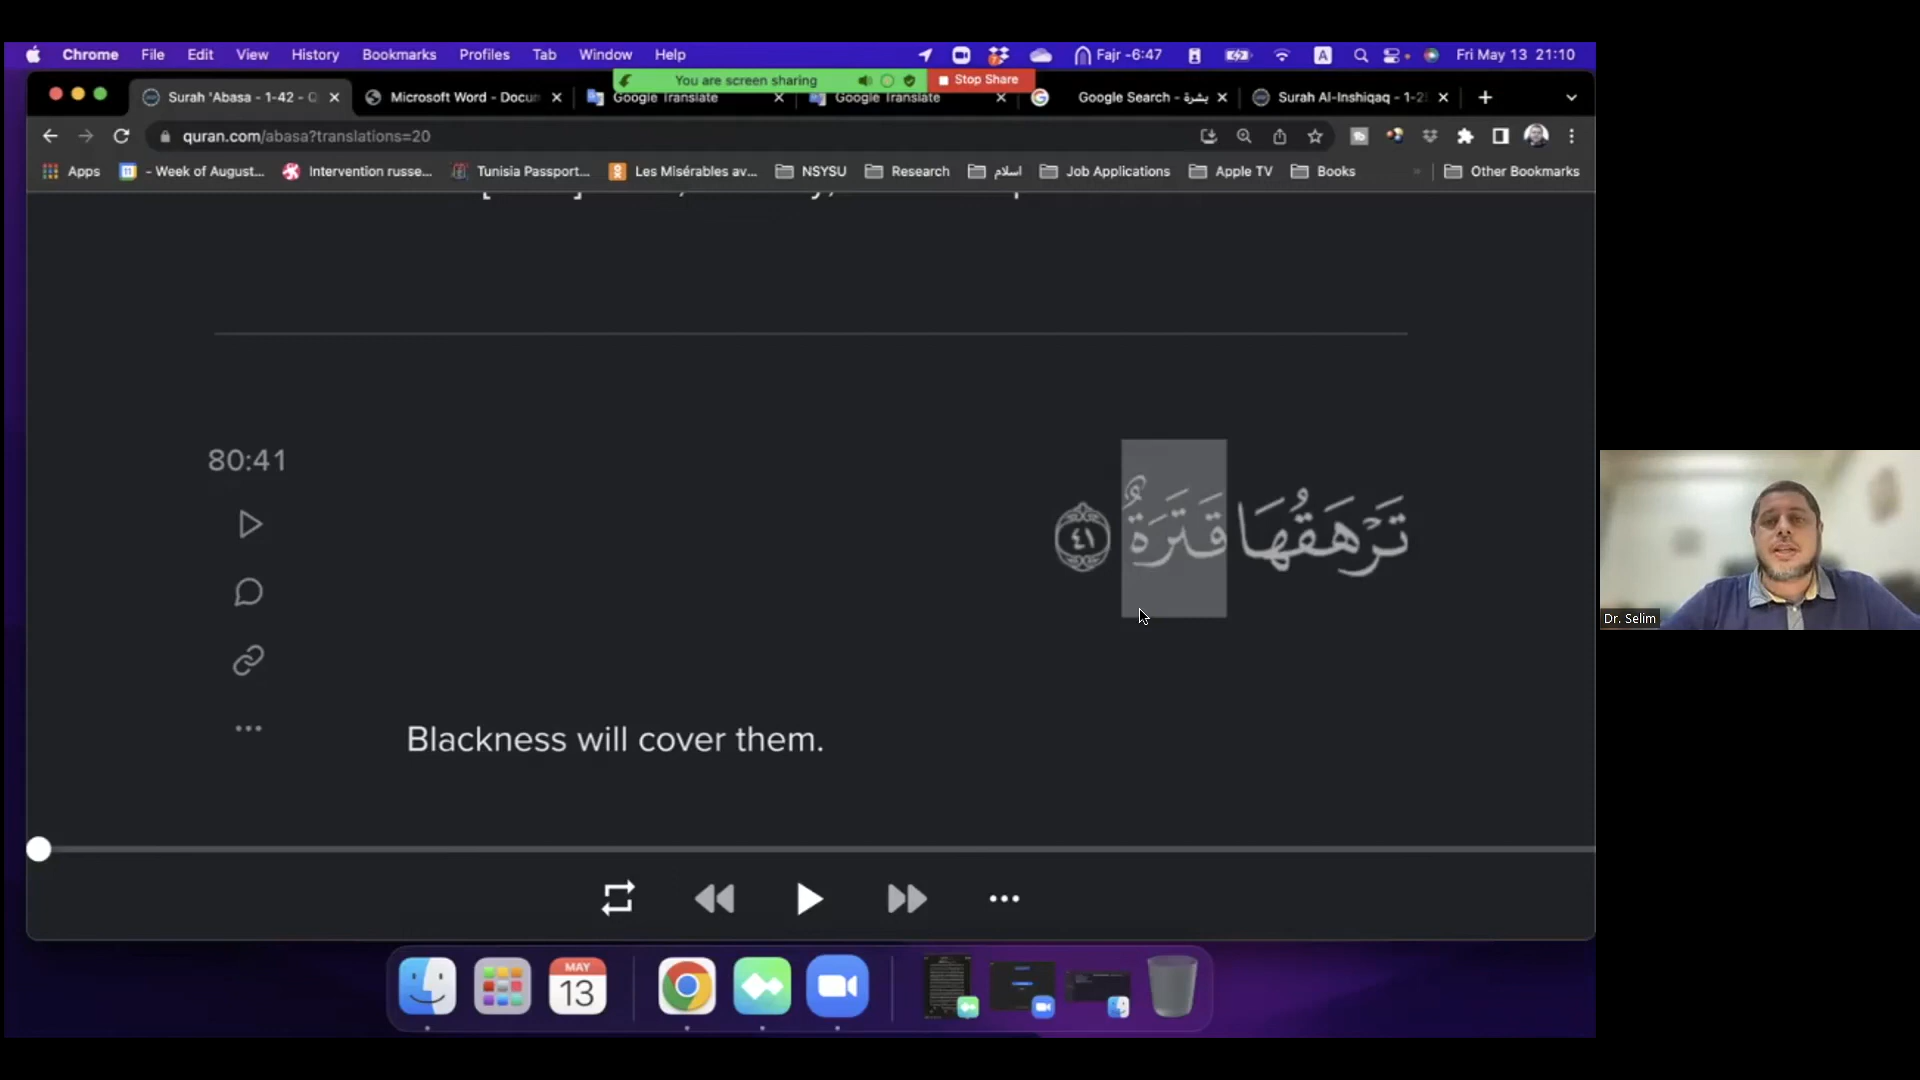 Chrome File Edit View History Bookmarks Profiles Tab Window Help Fajr -6:47 A Fri May 13 21:10
You are screen sharing Stop Share
Surah 'Abasa - 1-42 - Microsoft Word - Docu Google Translate Google Translate بشرة - Google Search Surah Al-Inshiqaq - 1-2
quran.com/abasa?translations=20
Apps - Week of August... Intervention russe... Tunisia Passport... Les Misérables av... NSYSU Research اسلام Job Applications Apple TV Books » Other Bookmarks
80:41
تَرْهَقُهَا قَتَرَةٌ ٤١
Blackness will cover them.
Dr. Selim
MAY
13